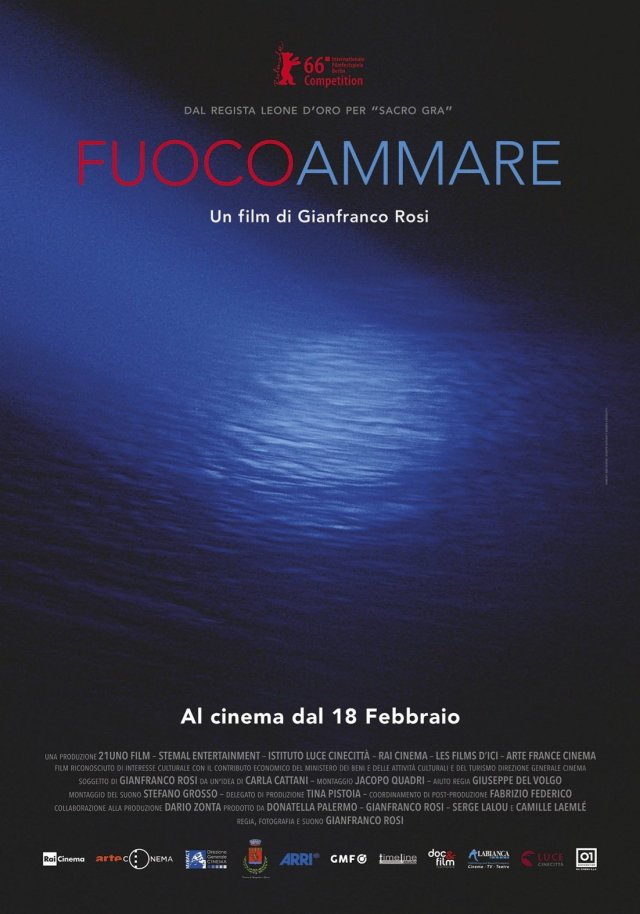 66
Internationale
Filmfestspiele
Berlin
Competition
DAL REGISTA LEONE D'ORO PER "SACRO GRA"
FUOCOAMMARE
Un film di Gianfranco Rosi
Al cinema dal 18 Febbraio
UNA PRODUZIONE 21UNO FILM – STEMAL ENTERTAINMENT – ISTITUTO LUCE CINECITTÀ – RAI CINEMA – LES FILMS D'ICI – ARTE FRANCE CINEMA
FILM RICONOSCIUTO DI INTERESSE CULTURALE CON IL CONTRIBUTO ECONOMICO DEL MINISTERO DEI BENI E DELLE ATTIVITÀ CULTURALI E DEL TURISMO DIREZIONE GENERALE CINEMA
SOGGETTO DI GIANFRANCO ROSI DA UN'IDEA DI CARLA CATTANI – MONTAGGIO JACOPO QUADRI – AIUTO REGIA GIUSEPPE DEL VOLGO
MONTAGGIO DEL SUONO STEFANO GROSSO – DELEGATO DI PRODUZIONE TINA PISTOIA – COORDINAMENTO DI POST-PRODUZIONE FABRIZIO FEDERICO
COLLABORAZIONE ALLA PRODUZIONE DARIO ZONTA PRODOTTO DA DONATELLA PALERMO – GIANFRANCO ROSI – SERGE LALOU E CAMILLE LAEMLÉ
REGIA, FOTOGRAFIA E SUONO GIANFRANCO ROSI
Rai Cinema
arte CINEMA
MiBACT
Direzione
Generale
CINEMA
ARRI
GMF
timeline
doc&
film
LABIANCA
Cinema · TV · Teatro
LUCE
CINECITTÀ
01